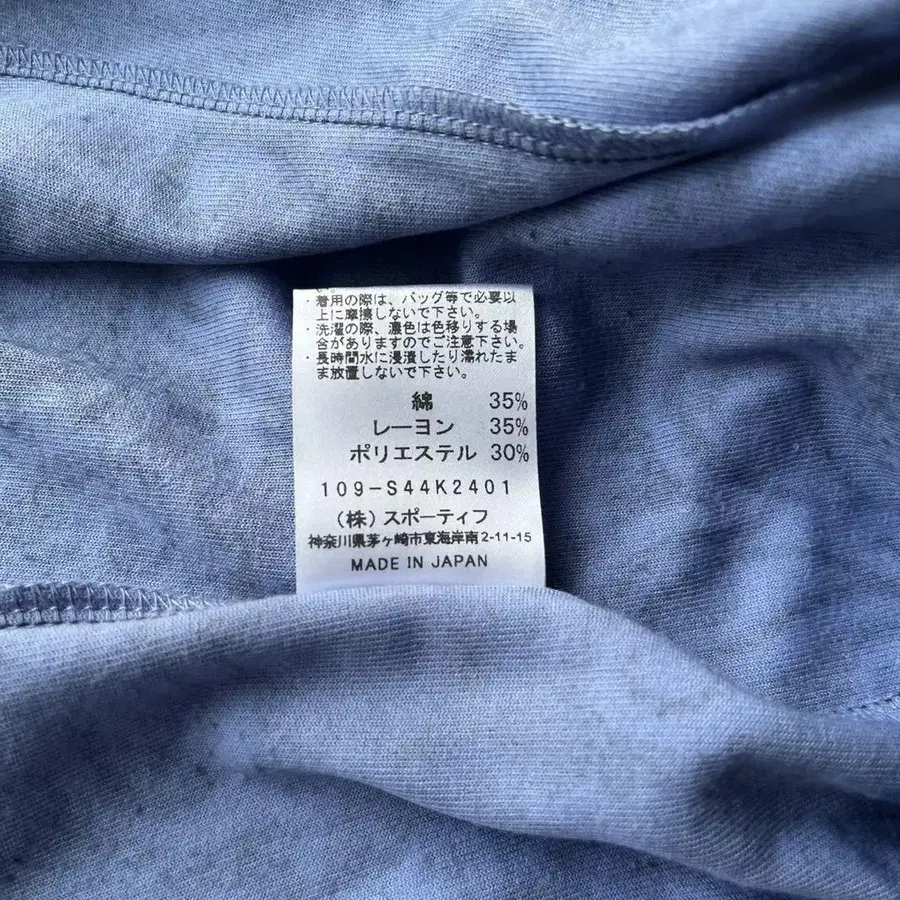 ・着用の際は、バッグ等で必要以
上に摩擦しないで下さい。
・洗濯の際、濃色は色移りする場
合がありますのでご注意下さい。
・長時間水に浸漬したり濡れたま
ま放置しないで下さい。
綿 35%
レーヨン 35%
ポリエステル 30%
109-S44K2401
(株)スポーティフ
神奈川県茅ヶ崎市東海岸南2-11-15
MADE IN JAPAN